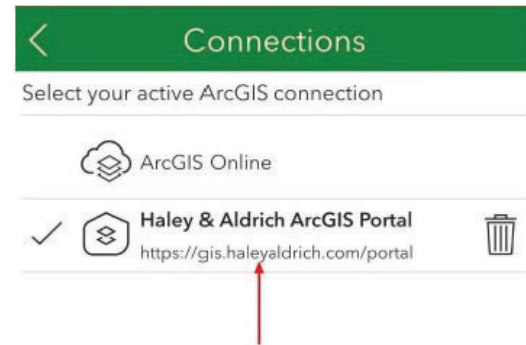 Connections
Select your active ArcGIS connection
ArcGIS Online
Haley & Aldrich ArcGIS Portal
https://gis.haleyaldrich.com/portal